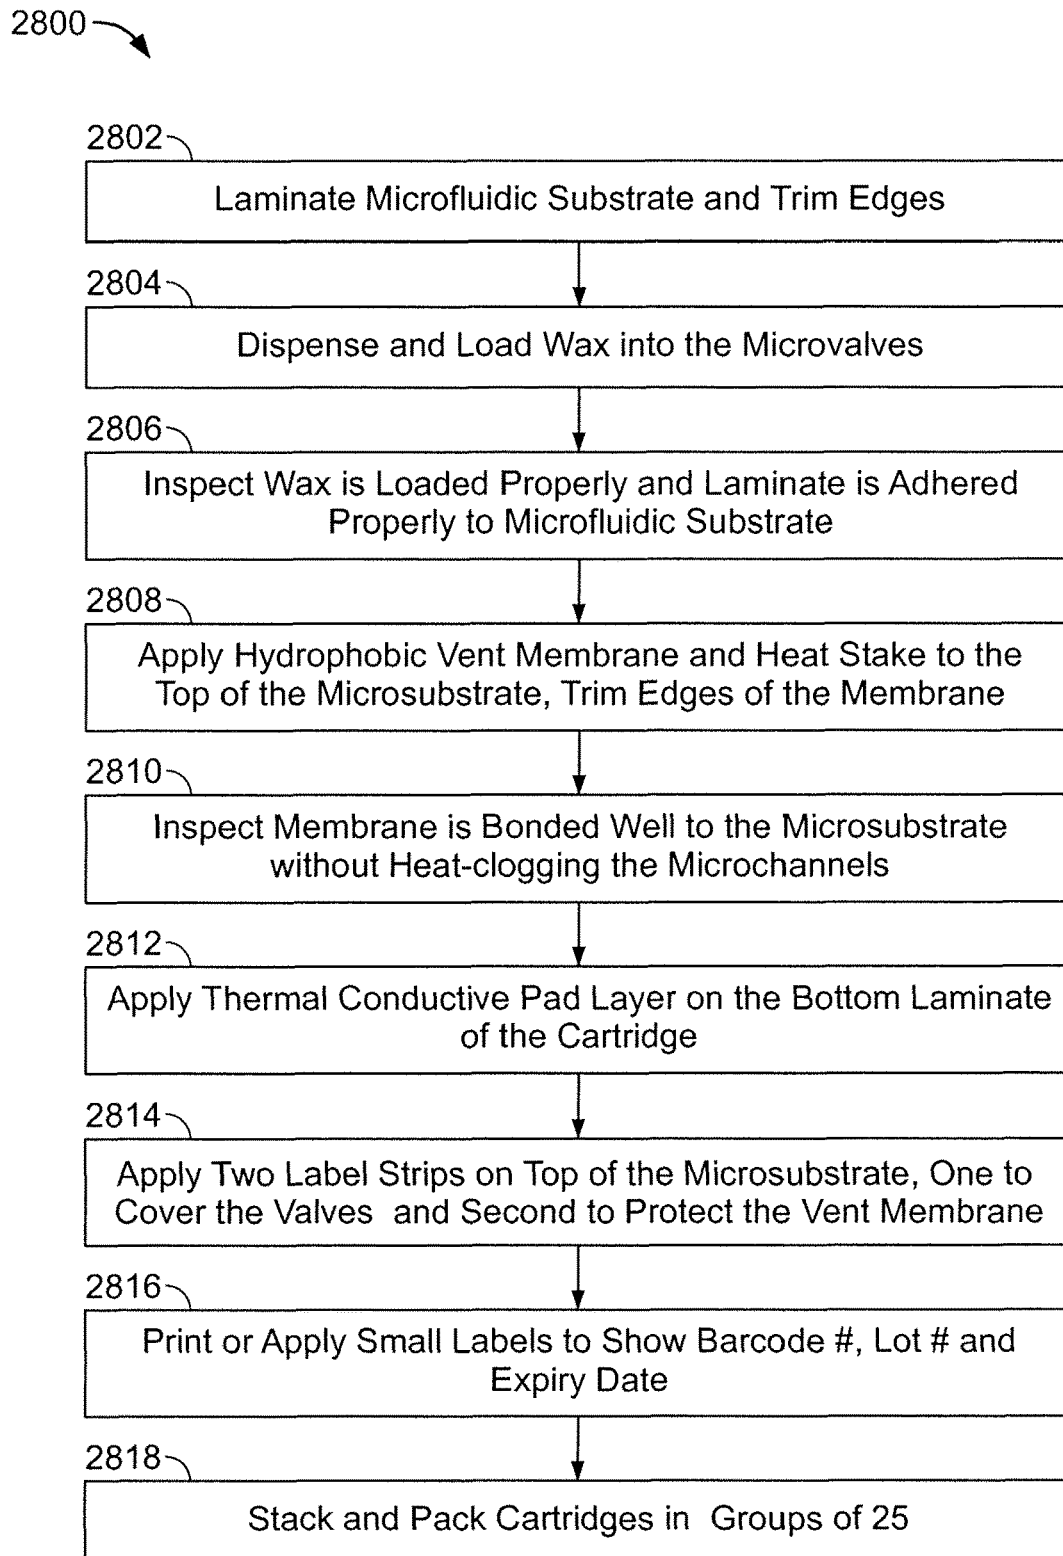 2800
2802
Laminate Microfluidic Substrate and Trim Edges
2804
Dispense and Load Wax into the Microvalves
2806
Inspect Wax is Loaded Properly and Laminate is Adhered
Properly to Microfluidic Substrate
2808
Apply Hydrophobic Vent Membrane and Heat Stake to the
Top of the Microsubstrate, Trim Edges of the Membrane
2810
Inspect Membrane is Bonded Well to the Microsubstrate
without Heat-clogging the Microchannels
2812
Apply Thermal Conductive Pad Layer on the Bottom Laminate
of the Cartridge
2814
Apply Two Label Strips on Top of the Microsubstrate, One to
Cover the Valves and Second to Protect the Vent Membrane
2816
Print or Apply Small Labels to Show Barcode #, Lot # and
Expiry Date
2818
Stack and Pack Cartridges in Groups of 25